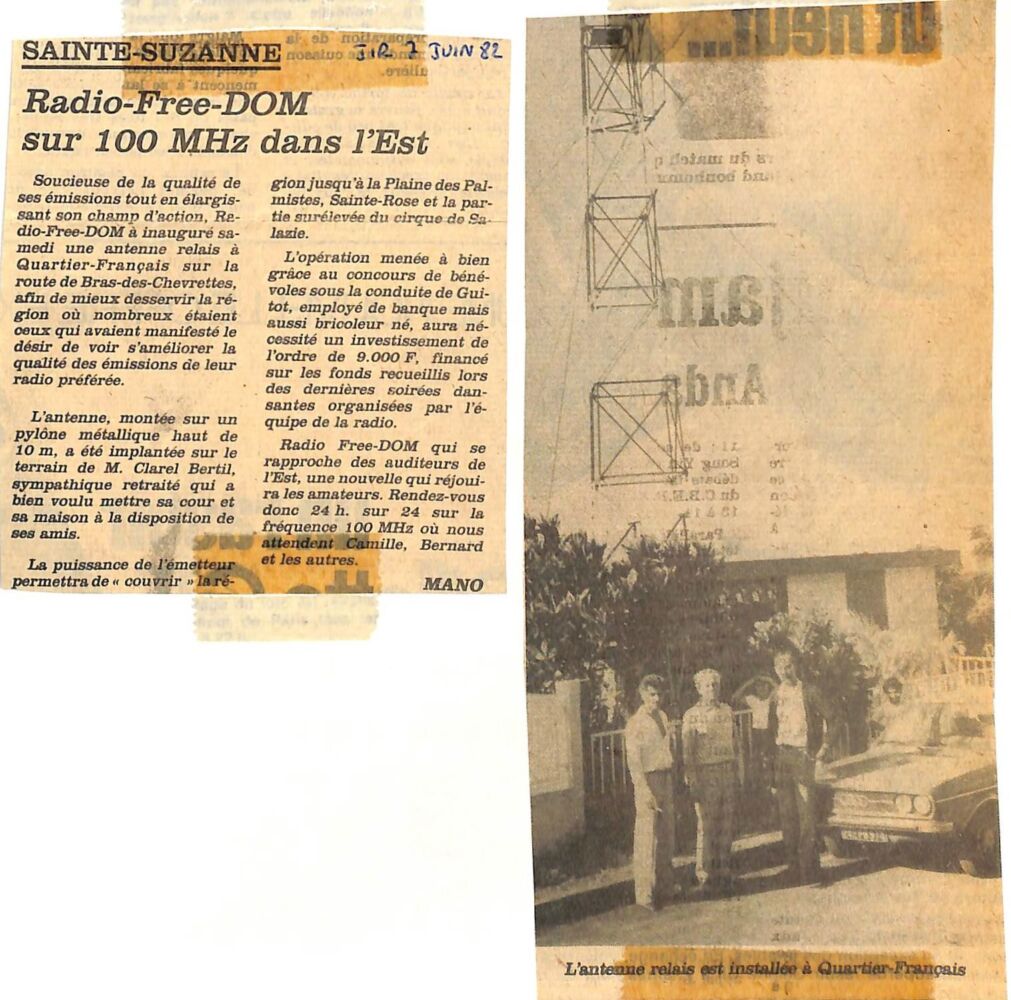 SAINTE-SUZANNE
JIR 7 JUIN 82
Radio-Free-DOM
sur 100 MHz dans l'Est
Soucieuse de la qualité de
ses émissions tout en élargis-
sant son champ d'action, Ra-
dio-Free-DOM à inauguré sa-
medi une antenne relais à
Quartier-Français sur la
route de Bras-des-Chevrettes,
afin de mieux desservir la ré-
gion où nombreux étaient
ceux qui avaient manifesté le
désir de voir s'améliorer la
qualité des émissions de leur
radio préférée.
L'antenne, montée sur un
pylône métallique haut de
10 m, a été implantée sur le
terrain de M. Clarel Bertil,
sympathique retraité qui a
bien voulu mettre sa cour et
sa maison à la disposition de
ses amis.
La puissance de l'émetteur
permettra de « couvrir » la ré-
gion jusqu'à la Plaine des Pal-
mistes, Sainte-Rose et la par-
tie surélevée du cirque de Sa-
lazie.
L'opération menée à bien
grâce au concours de béné-
voles sous la conduite de Gui-
tot, employé de banque mais
aussi bricoleur né, aura né-
cessité un investissement de
l'ordre de 9.000 F, financé
sur les fonds recueillis lors
des dernières soirées dan-
santes organisées par l'é-
quipe de la radio.
Radio Free-DOM qui se
rapproche des auditeurs de
l'Est, une nouvelle qui réjoui-
ra les amateurs. Rendez-vous
donc 24 h. sur 24 sur la
fréquence 100 MHz où nous
attendent Camille, Bernard
et les autres.
MANO
L'antenne relais est installée à Quartier-Français